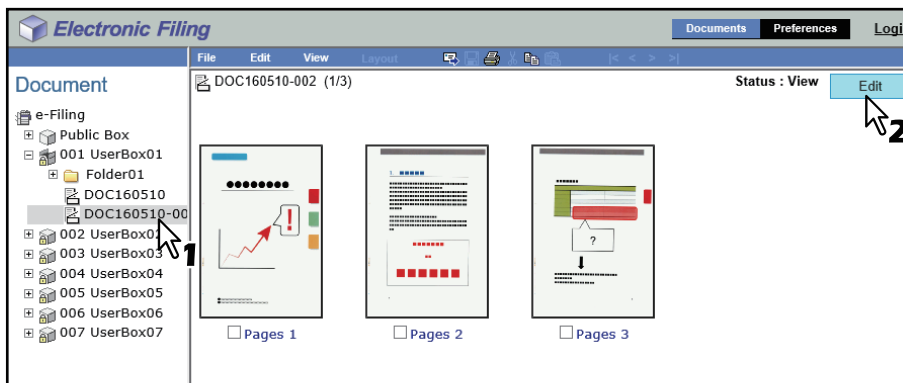 Electronic Filing
Documents Preferences Logi
File Edit View Layout |< < > >|
Document
DOC160510-002 (1/3) Status : View Edit
2
e-Filing
Public Box
001 UserBox01
Folder01
DOC160510
DOC160510-00
1
002 UserBox02
003 UserBox03
004 UserBox04
005 UserBox05
006 UserBox06
007 UserBox07
!
?
Pages 1 Pages 2 Pages 3